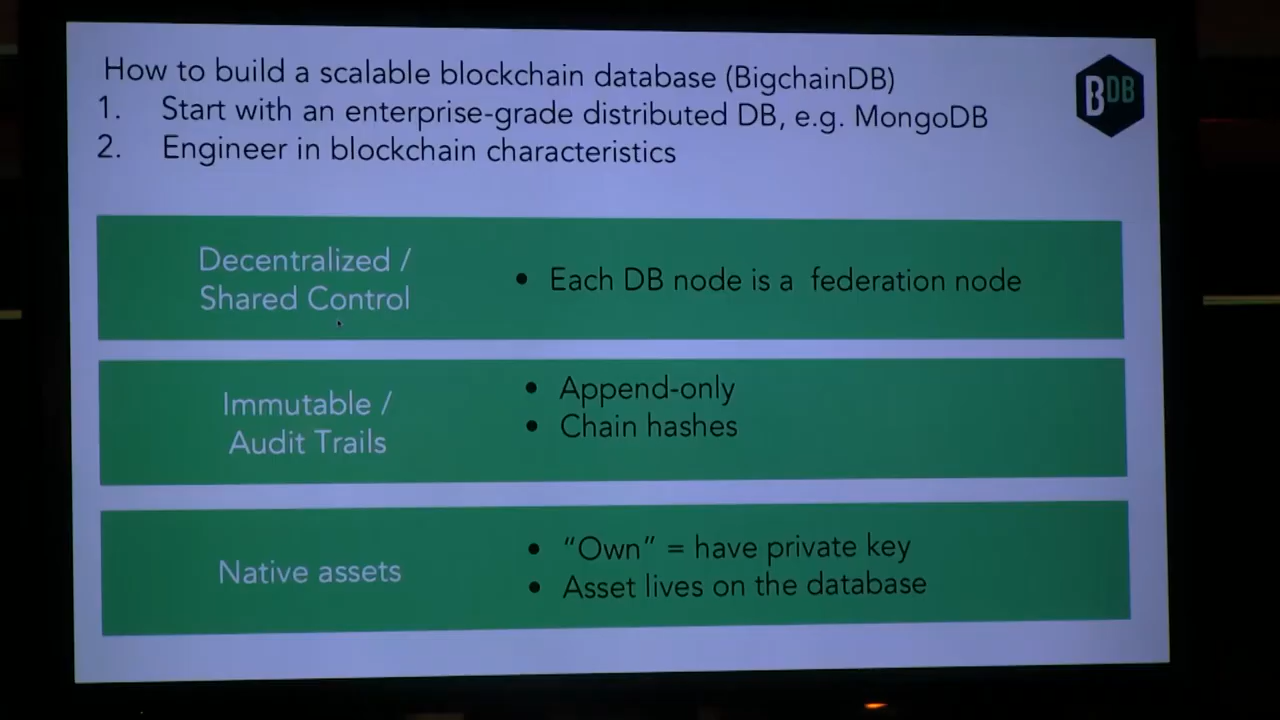 How to build a scalable blockchain database (BigchainDB)
1. Start with an enterprise-grade distributed DB, e.g. MongoDB
2. Engineer in blockchain characteristics
BDB
Decentralized /
Shared Control
• Each DB node is a federation node
Immutable /
Audit Trails
• Append-only
• Chain hashes
Native assets
• “Own” = have private key
• Asset lives on the database